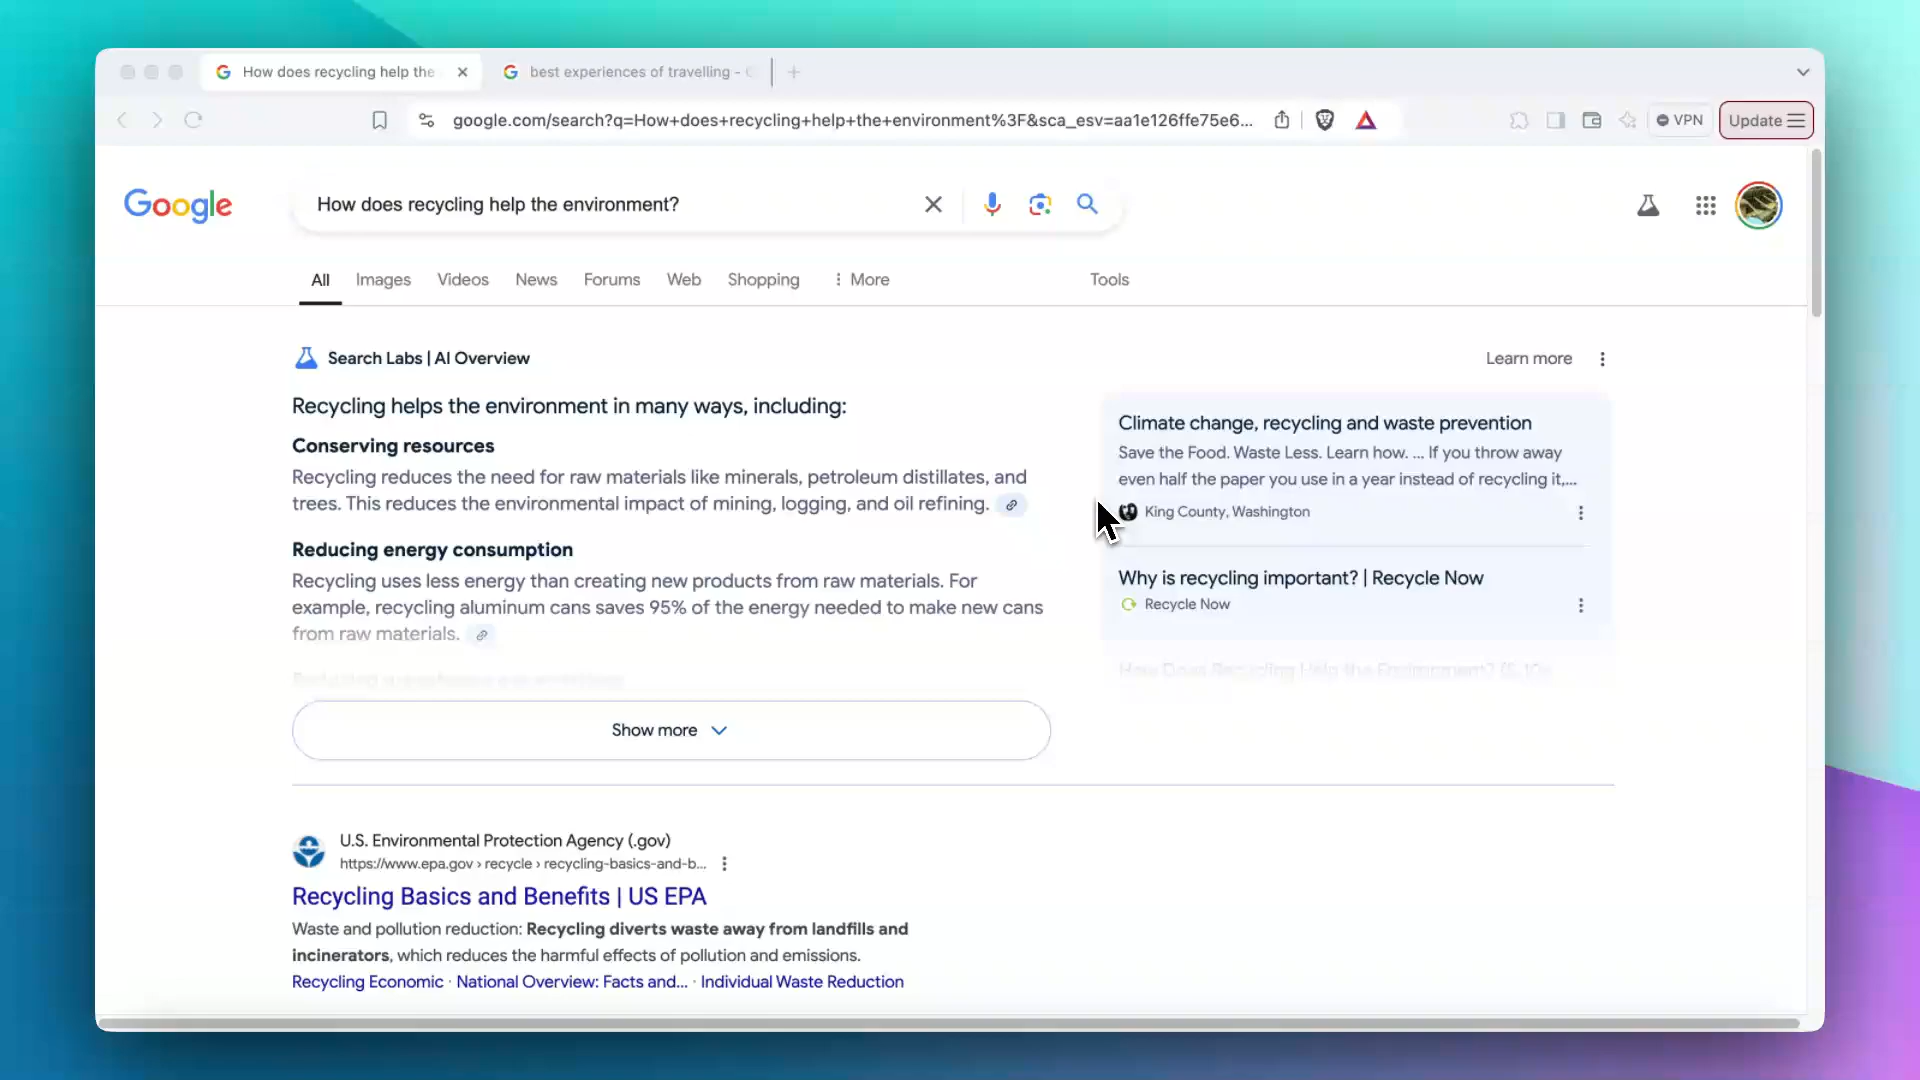 How does recycling help the
best experiences of travelling -
google.com/search?q=How+does+recycling+help+the+environment%3F&sca_esv=aa1e126ffe75e6...
VPN
Update
Google
How does recycling help the environment?
All
Images
Videos
News
Forums
Web
Shopping
More
Tools
Search Labs | AI Overview
Learn more
Recycling helps the environment in many ways, including:
Conserving resources
Recycling reduces the need for raw materials like minerals, petroleum distillates, and
trees. This reduces the environmental impact of mining, logging, and oil refining.
Reducing energy consumption
Recycling uses less energy than creating new products from raw materials. For
example, recycling aluminum cans saves 95% of the energy needed to make new cans
from raw materials.
Show more
Climate change, recycling and waste prevention
Save the Food. Waste Less. Learn how. ... If you throw away
even half the paper you use in a year instead of recycling it,...
King County, Washington
Why is recycling important? | Recycle Now
Recycle Now
How Does Recycling Help the Environment?
U.S. Environmental Protection Agency (.gov)
https://www.epa.gov › recycle › recycling-basics-and-b...
Recycling Basics and Benefits | US EPA
Waste and pollution reduction: Recycling diverts waste away from landfills and
incinerators, which reduces the harmful effects of pollution and emissions.
Recycling Economic · National Overview: Facts and... · Individual Waste Reduction